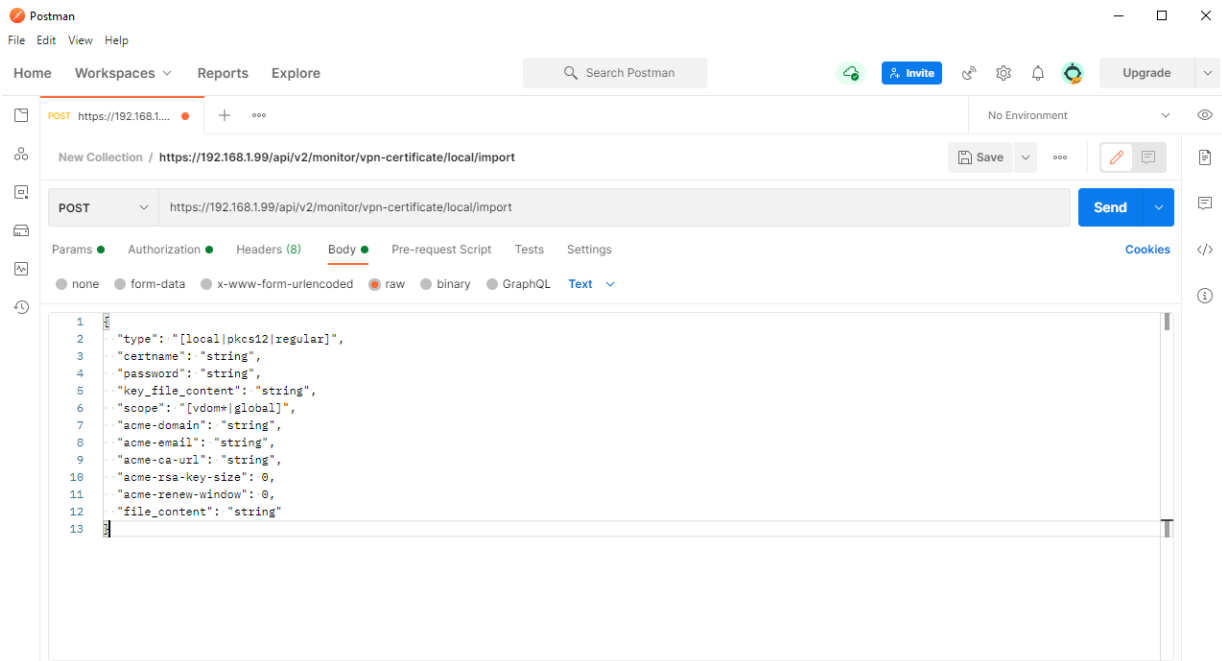 Postman
File Edit View Help
Home Workspaces Reports Explore Search Postman Invite Upgrade
POST https://192.168.1.... No Environment
New Collection / https://192.168.1.99/api/v2/monitor/vpn-certificate/local/import Save
POST https://192.168.1.99/api/v2/monitor/vpn-certificate/local/import Send
Params Authorization Headers (8) Body Pre-request Script Tests Settings Cookies
none form-data x-www-form-urlencoded raw binary GraphQL Text
1 {
2 "type": "[local|pkcs12|regular]",
3 "certname": "string",
4 "password": "string",
5 "key_file_content": "string",
6 "scope": "[vdom*|global]",
7 "acme-domain": "string",
8 "acme-email": "string",
9 "acme-ca-url": "string",
10 "acme-rsa-key-size": 0,
11 "acme-renew-window": 0,
12 "file_content": "string"
13 }